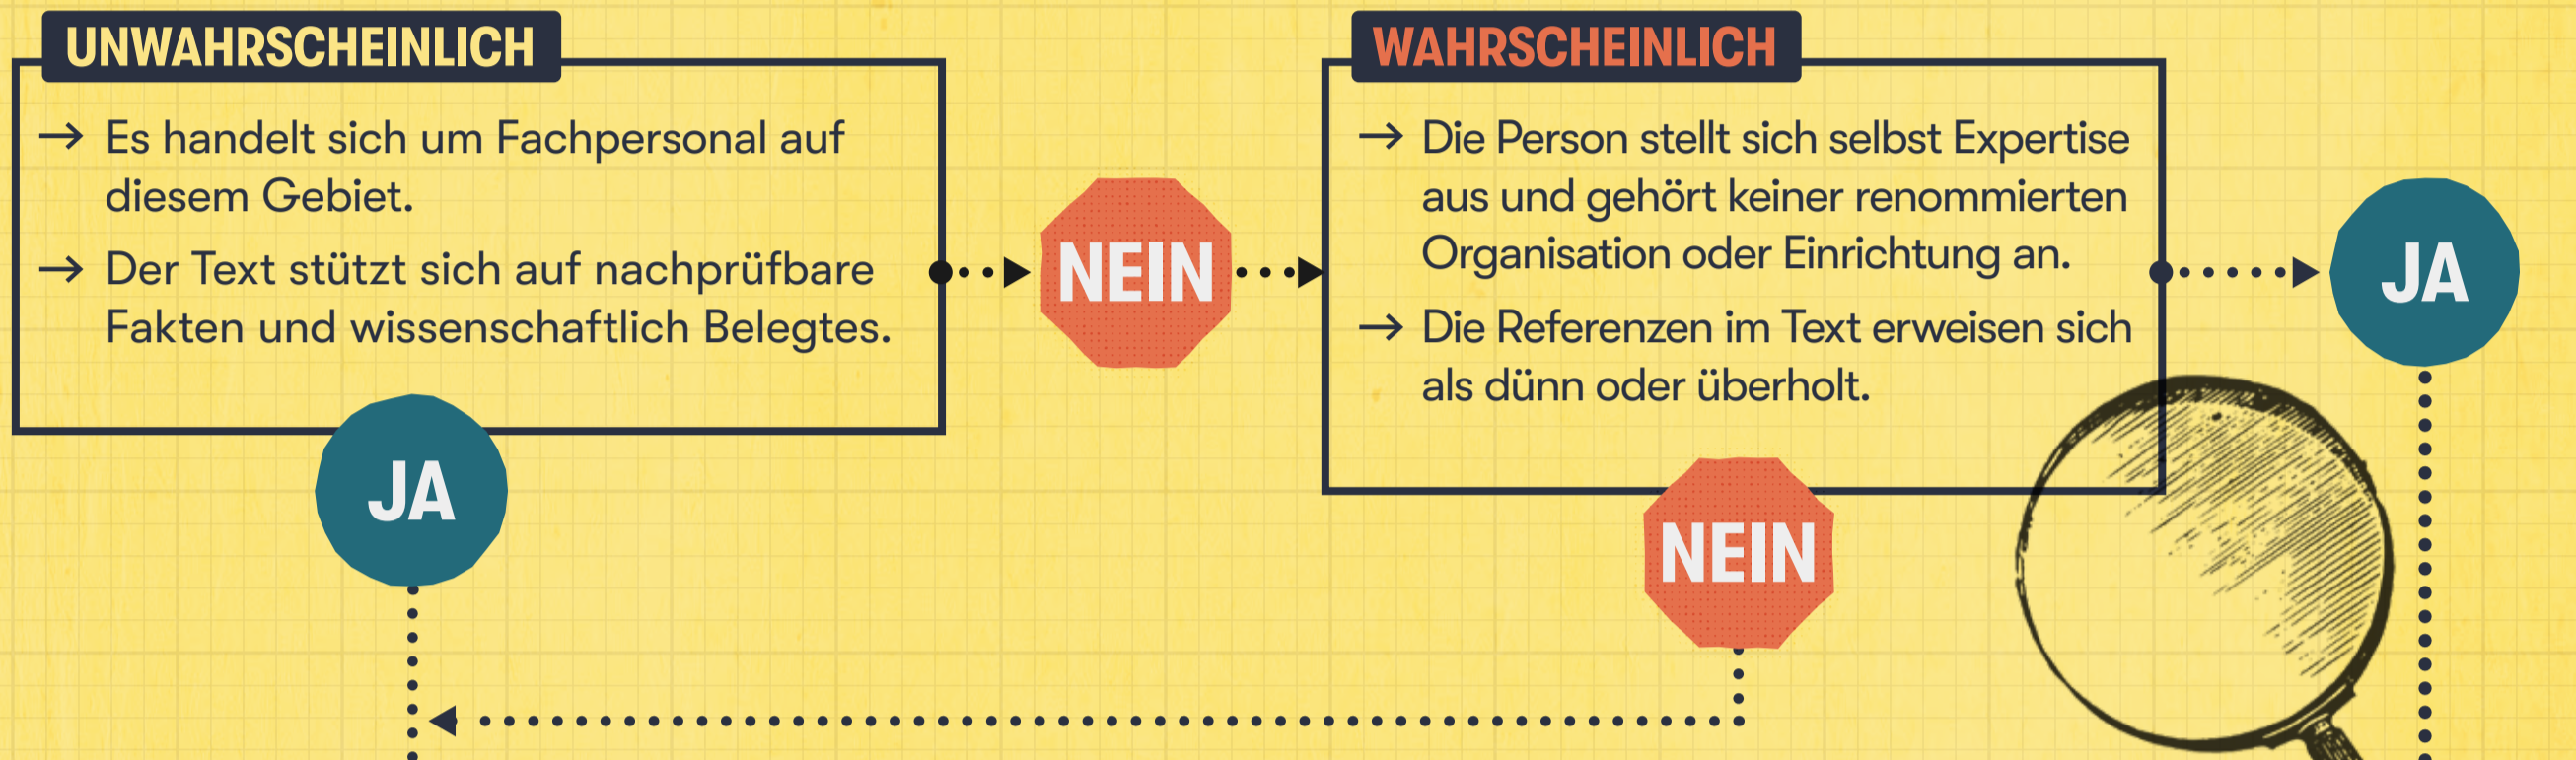 UNWAHRSCHEINLICH
→ Es handelt sich um Fachpersonal auf
diesem Gebiet.
→ Der Text stützt sich auf nachprüfbare
Fakten und wissenschaftlich Belegtes.
JA
NEIN
WAHRSCHEINLICH
→ Die Person stellt sich selbst Expertise
aus und gehört keiner renommierten
Organisation oder Einrichtung an.
→ Die Referenzen im Text erweisen sich
als dünn oder überholt.
JA
NEIN